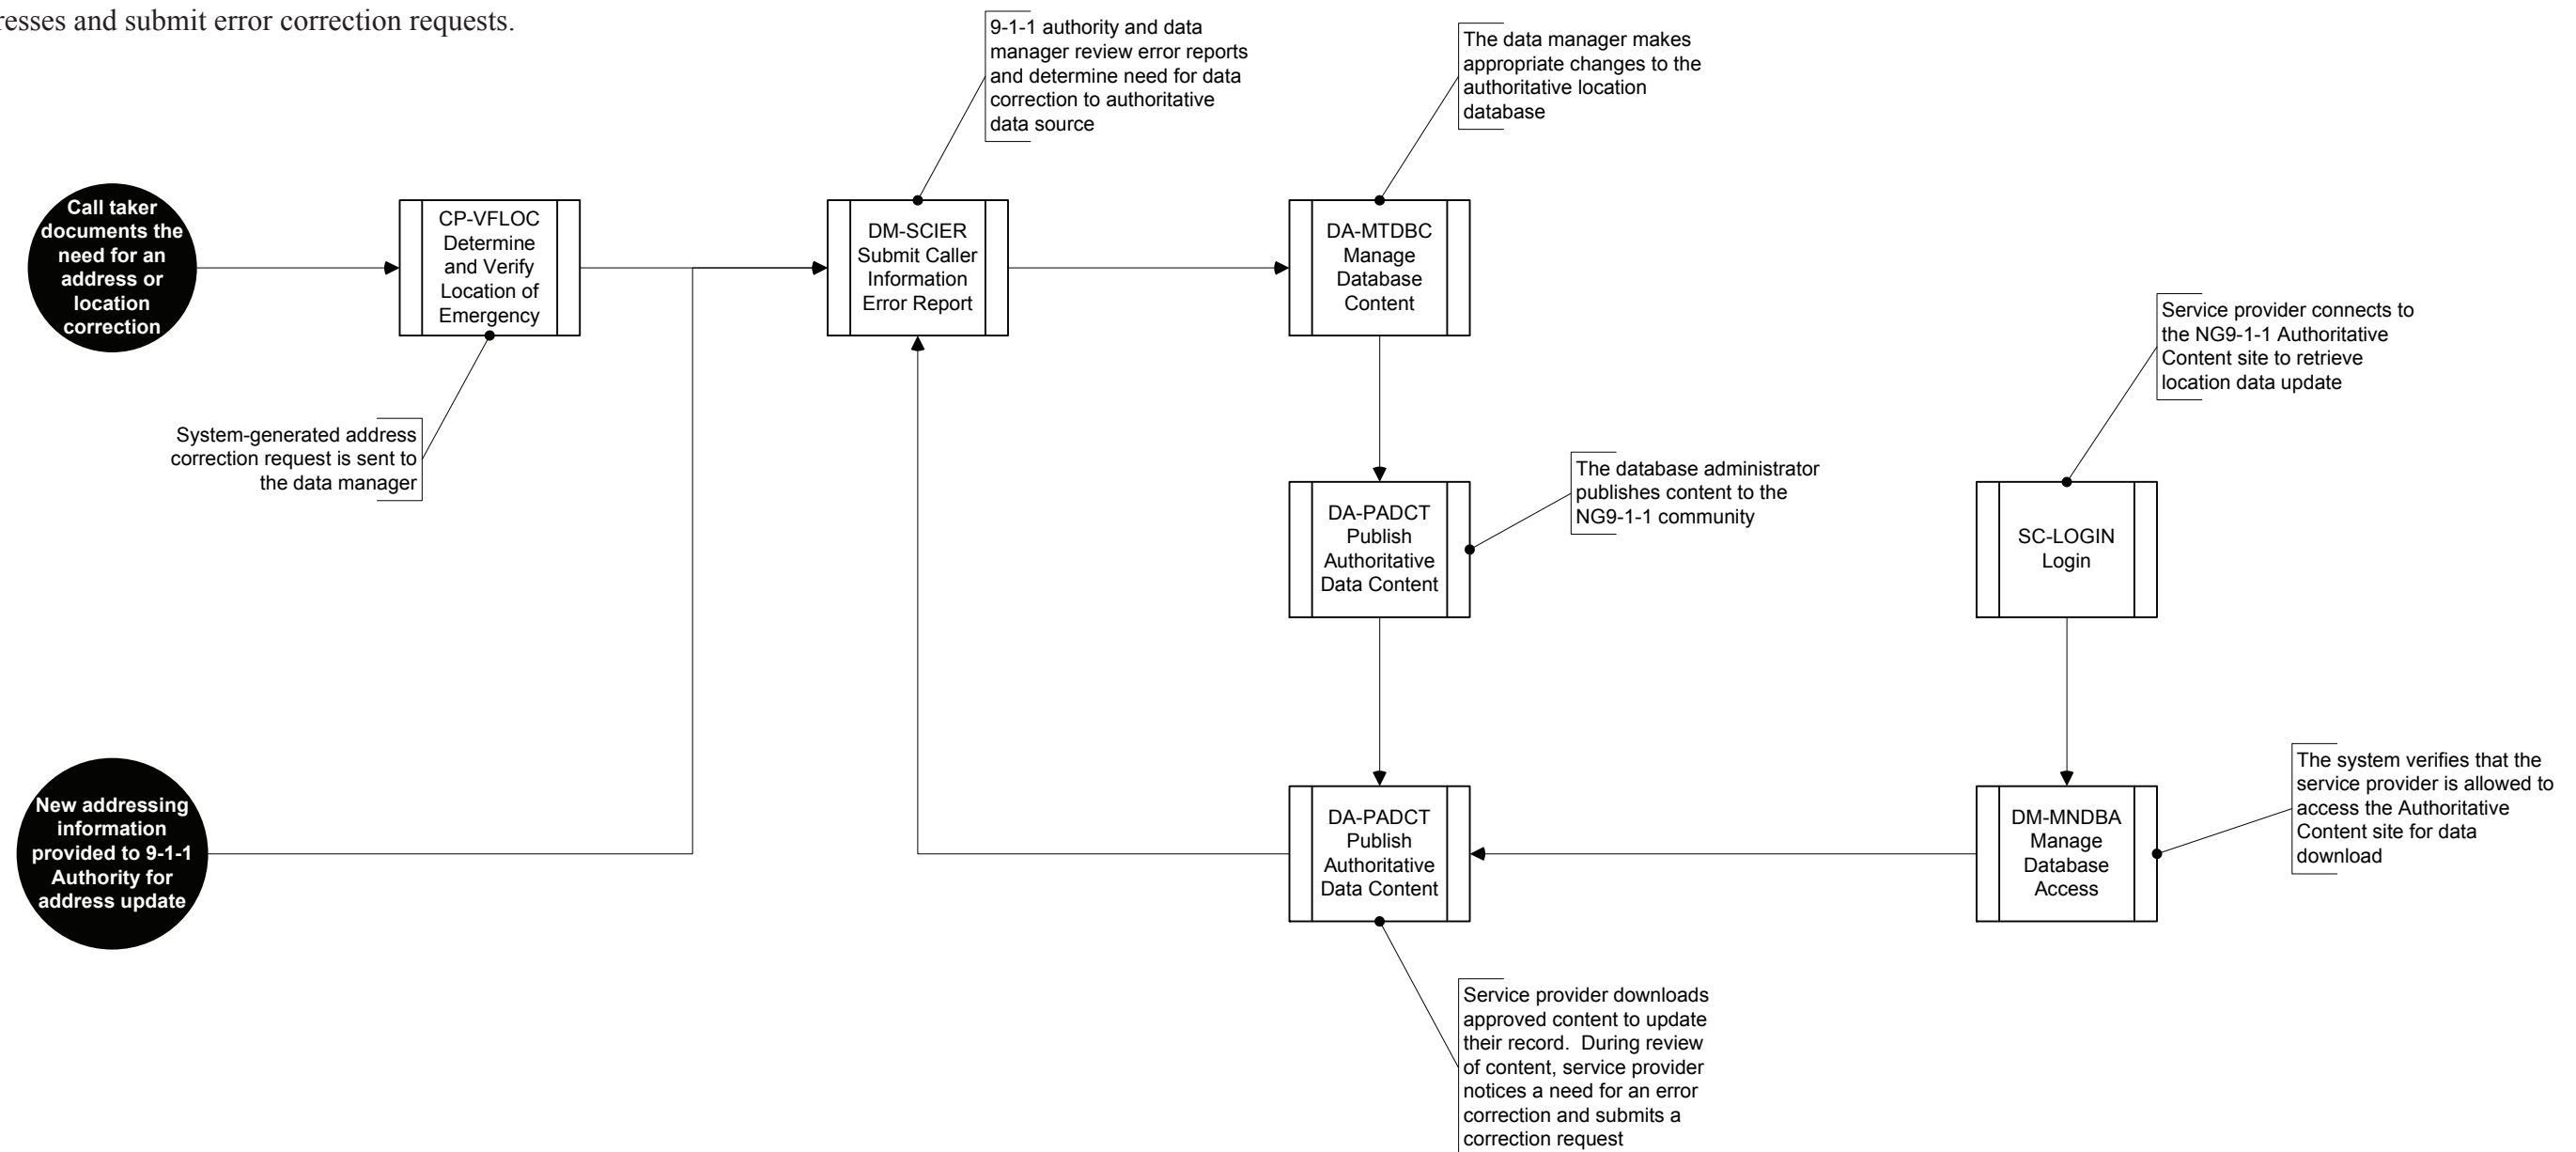 resses and submit error correction requests.
9-1-1 authority and data
manager review error reports
and determine need for data
correction to authoritative
data source
The data manager makes
appropriate changes to the
authoritative location
database
Call taker
documents the
need for an
address or
location
correction
CP-VFLOC
Determine
and Verify
Location of
Emergency
DM-SCIER
Submit Caller
Information
Error Report
DA-MTDBC
Manage
Database
Content
Service provider connects to
the NG9-1-1 Authoritative
Content site to retrieve
location data update
System-generated address
correction request is sent to
the data manager
The database administrator
publishes content to the
NG9-1-1 community
DA-PADCT
Publish
Authoritative
Data Content
SC-LOGIN
Login
New addressing
information
provided to 9-1-1
Authority for
address update
DA-PADCT
Publish
Authoritative
Data Content
DM-MNDBA
Manage
Database
Access
The system verifies that the
service provider is allowed to
access the Authoritative
Content site for data
download
Service provider downloads
approved content to update
their record.  During review
of content, service provider
notices a need for an error
correction and submits a
correction request